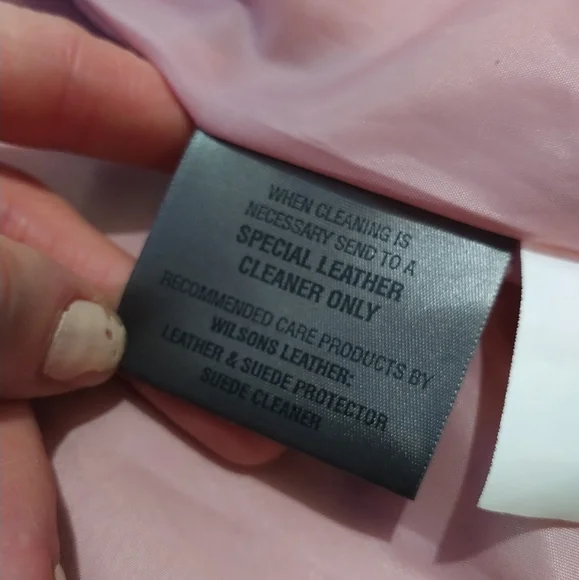 WHEN CLEANING IS
NECESSARY SEND TO A
SPECIAL LEATHER
CLEANER ONLY
RECOMMENDED CARE PRODUCTS BY
WILSONS LEATHER:
LEATHER & SUEDE PROTECTOR
SUEDE CLEANER